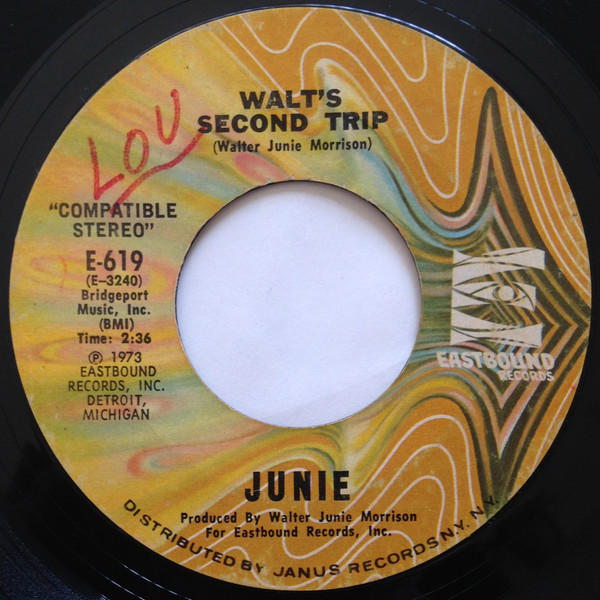 WALT'S
SECOND TRIP
(Walter Junie Morrison)
LOU
"COMPATIBLE
STEREO"
E-619
(E-3240)
Bridgeport
Music, Inc.
(BMI)
Time: 2:36
℗ 1973
EASTBOUND
RECORDS, INC.
DETROIT,
MICHIGAN
EASTBOUND
RECORDS
JUNIE
Produced By Walter Junie Morrison
For Eastbound Records, Inc.
DISTRIBUTED BY JANUS RECORDS N.Y. N.Y.